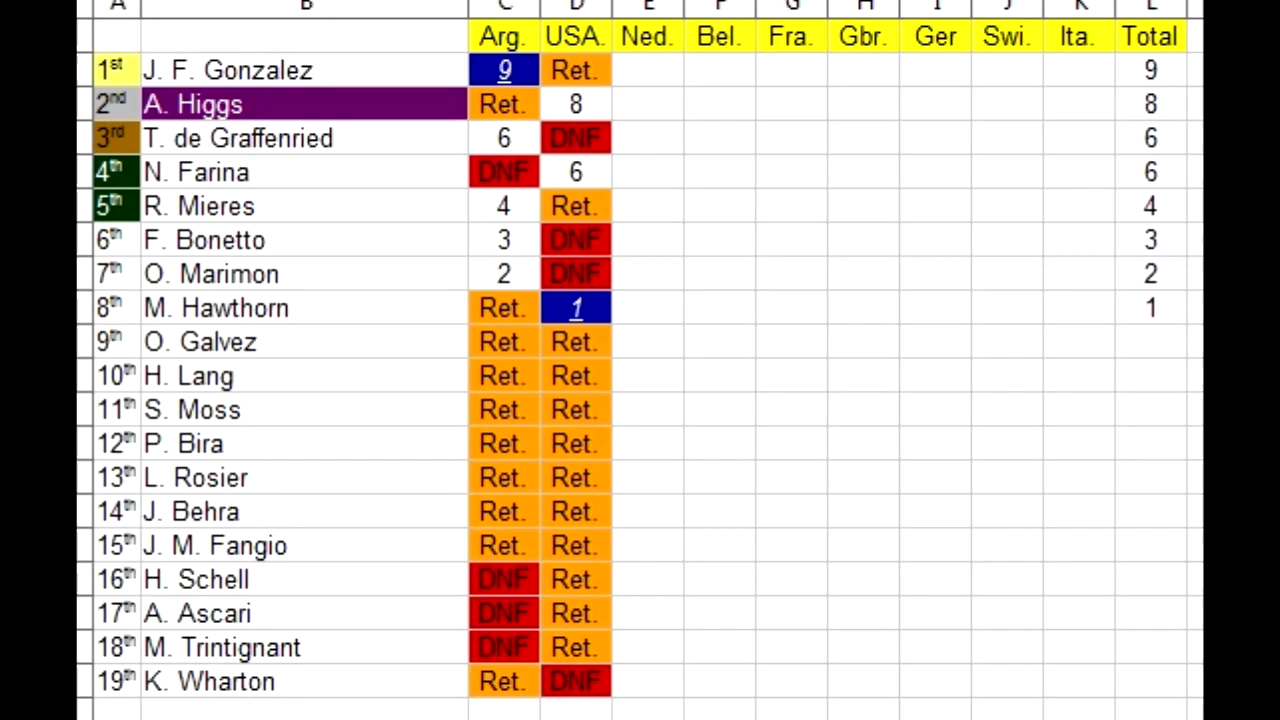 A B C D E F G H I J K L
Arg. USA. Ned. Bel. Fra. Gbr. Ger Swi. Ita. Total
1st J. F. Gonzalez 9 Ret. 9
2nd A. Higgs Ret. 8 8
3rd T. de Graffenried 6 DNF 6
4th N. Farina DNF 6 6
5th R. Mieres 4 Ret. 4
6th F. Bonetto 3 DNF 3
7th O. Marimon 2 DNF 2
8th M. Hawthorn Ret. 1 1
9th O. Galvez Ret. Ret.
10th H. Lang Ret. Ret.
11th S. Moss Ret. Ret.
12th P. Bira Ret. Ret.
13th L. Rosier Ret. Ret.
14th J. Behra Ret. Ret.
15th J. M. Fangio Ret. Ret.
16th H. Schell DNF Ret.
17th A. Ascari DNF Ret.
18th M. Trintignant DNF Ret.
19th K. Wharton Ret. DNF